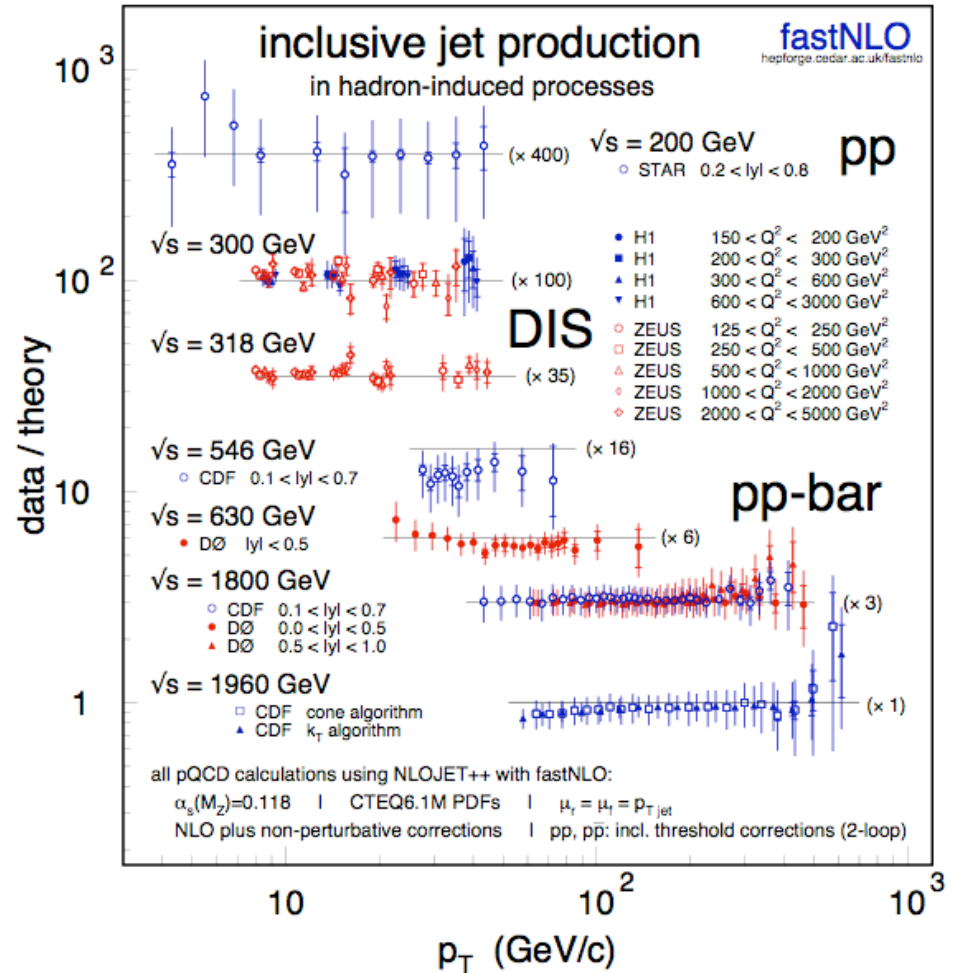 inclusive jet production
in hadron-induced processes
fastNLO
hepforge.cedar.ac.uk/fastnlo
data / theory
10³
10²
10
1
(× 400)
√s = 200 GeV
pp
STAR 0.2 < |y| < 0.8
√s = 300 GeV
(× 100)
H1 150 < Q² < 200 GeV²
H1 200 < Q² < 300 GeV²
H1 300 < Q² < 600 GeV²
H1 600 < Q² < 3000 GeV²
DIS
ZEUS 125 < Q² < 250 GeV²
ZEUS 250 < Q² < 500 GeV²
ZEUS 500 < Q² < 1000 GeV²
ZEUS 1000 < Q² < 2000 GeV²
ZEUS 2000 < Q² < 5000 GeV²
√s = 318 GeV
(× 35)
√s = 546 GeV
CDF 0.1 < |y| < 0.7
(× 16)
pp-bar
√s = 630 GeV
DØ |y| < 0.5
(× 6)
√s = 1800 GeV
CDF 0.1 < |y| < 0.7
DØ 0.0 < |y| < 0.5
DØ 0.5 < |y| < 1.0
(× 3)
√s = 1960 GeV
CDF cone algorithm
CDF k_T algorithm
(× 1)
all pQCD calculations using NLOJET++ with fastNLO:
α_s(M_Z)=0.118 | CTEQ6.1M PDFs | μ_r = μ_f = p_T jet
NLO plus non-perturbative corrections | pp, pp̅: incl. threshold corrections (2-loop)
10
10²
10³
p_T (GeV/c)